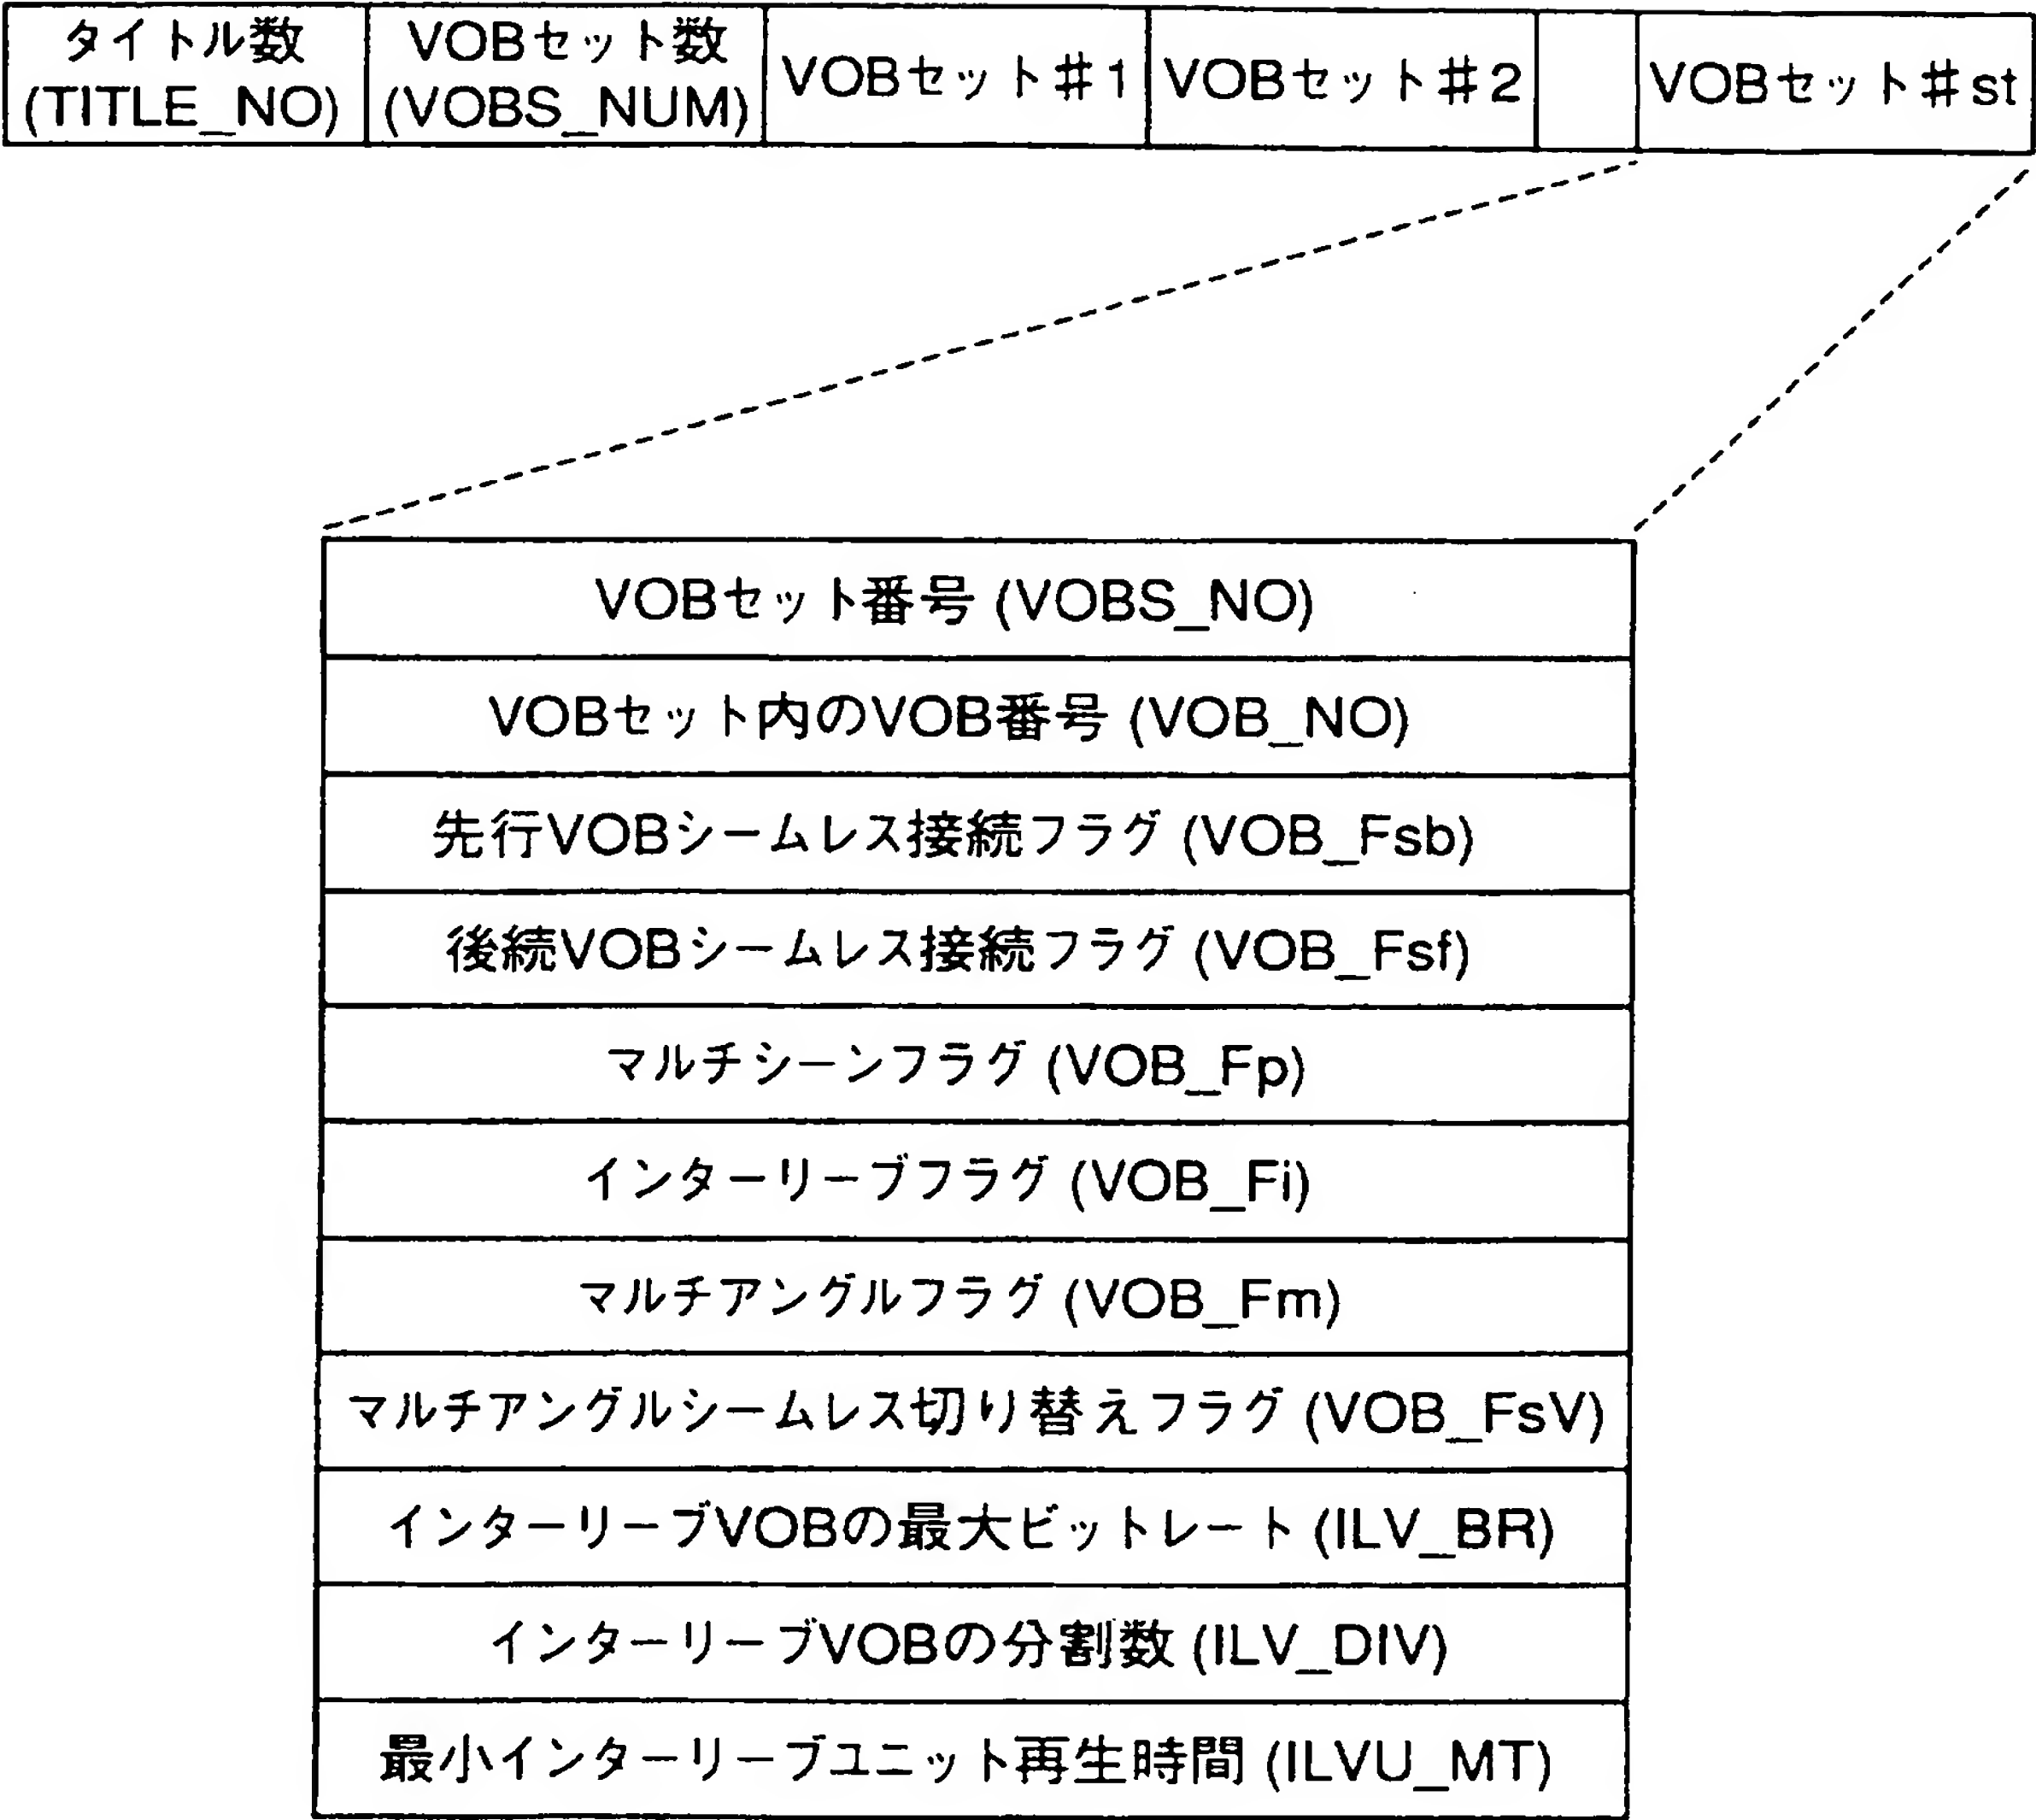 タイトル数
(TITLE_NO)
VOBセット数
(VOBS_NUM)
VOBセット#1
VOBセット#2
VOBセット#st
VOBセット番号 (VOBS_NO)
VOBセット内のVOB番号 (VOB_NO)
先行VOBシームレス接続フラグ (VOB_Fsb)
後続VOBシームレス接続フラグ (VOB_Fsf)
マルチシーンフラグ (VOB_Fp)
インターリーブフラグ (VOB_Fi)
マルチアングルフラグ (VOB_Fm)
マルチアングルシームレス切り替えフラグ (VOB_FsV)
インターリーブVOBの最大ビットレート (ILV_BR)
インターリーブVOBの分割数 (ILV_DIV)
最小インターリーブユニット再生時間 (ILVU_MT)